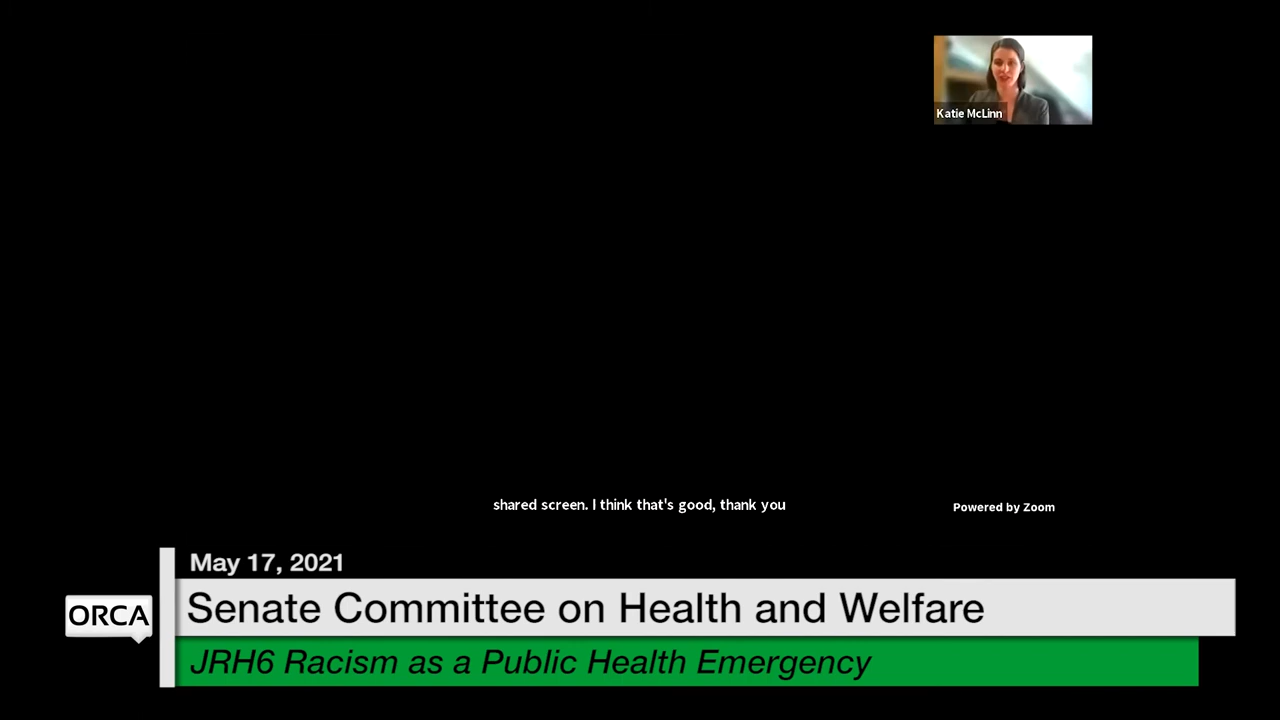 Katie McLinn
shared screen. I think that's good, thank you
Powered by Zoom
May 17, 2021
ORCA
Senate Committee on Health and Welfare
JRH6 Racism as a Public Health Emergency